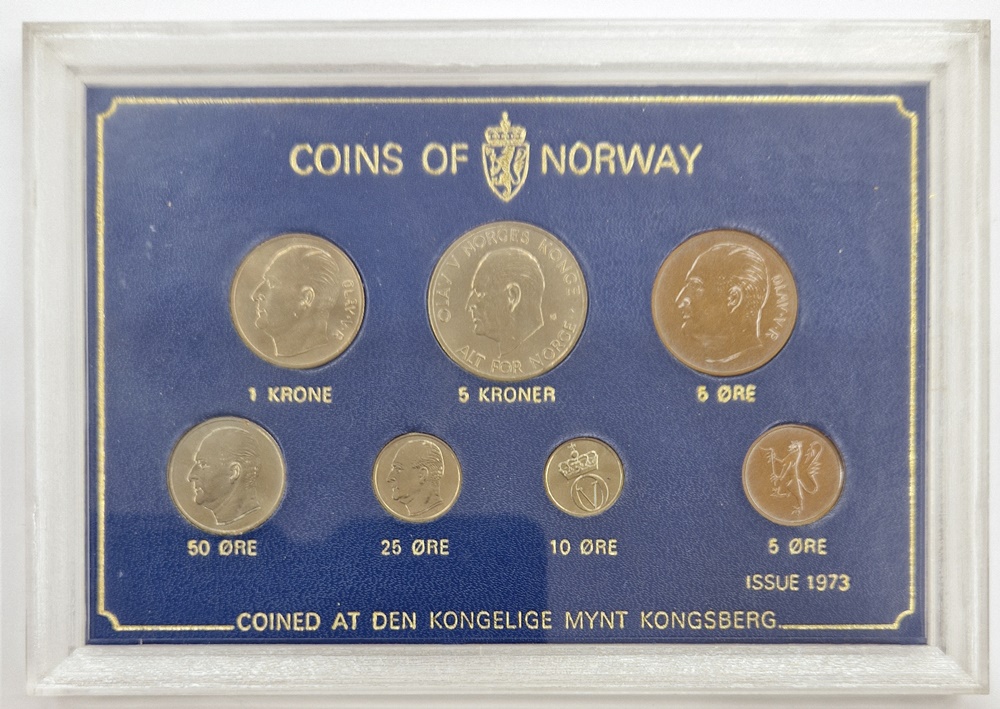 COINS OF NORWAY
OLAV·V·R
OLAV V NORGES KONGE
ALT FOR NORGE
OLAV·V·R
1 KRONE
5 KRONER
5 ØRE
V
50 ØRE
25 ØRE
10 ØRE
5 ØRE
ISSUE 1973
COINED AT DEN KONGELIGE MYNT KONGSBERG